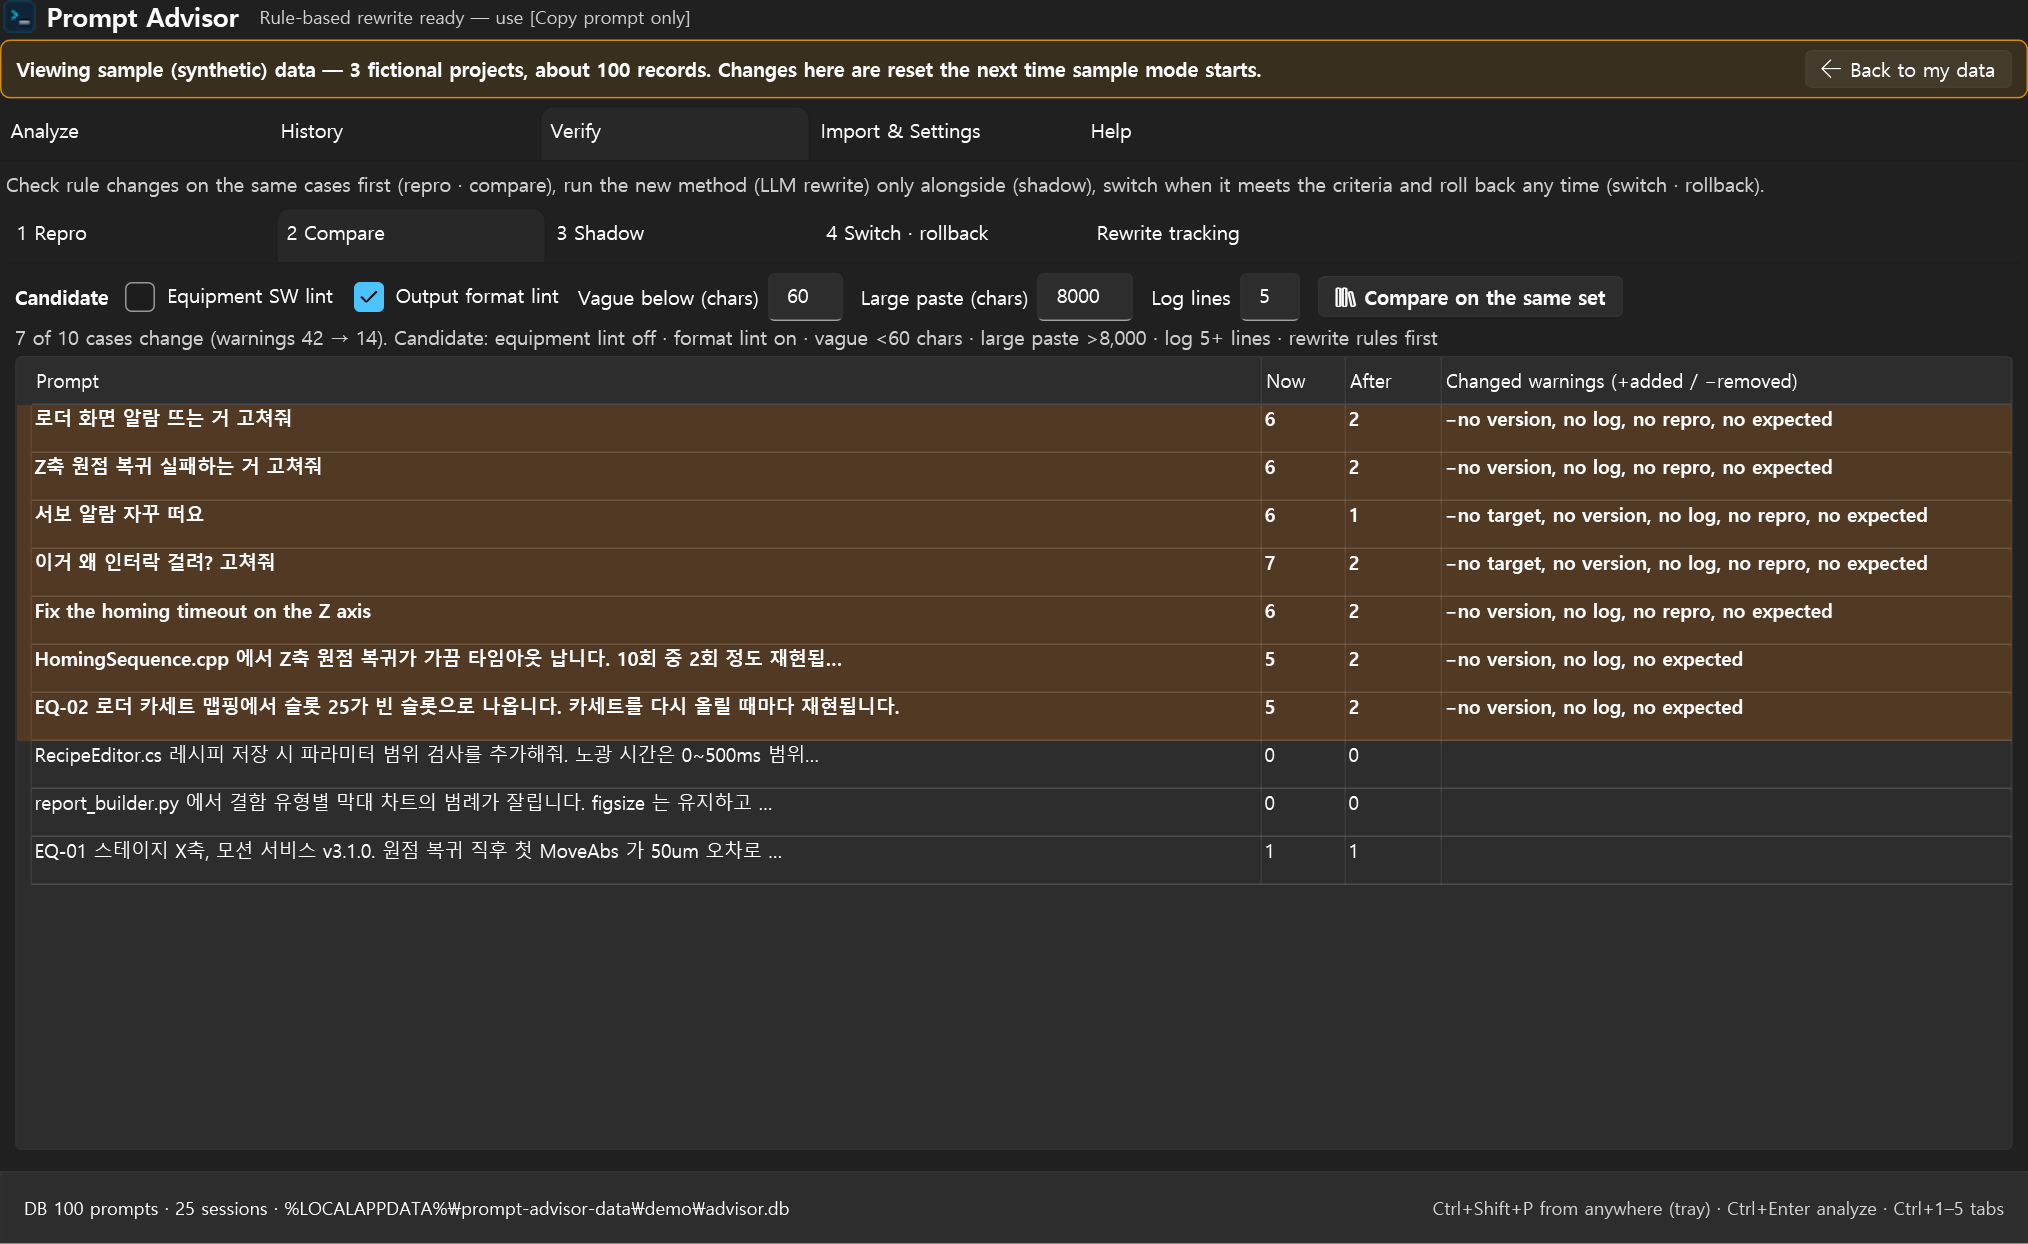 Prompt Advisor Rule-based rewrite ready — use [Copy prompt only]
Viewing sample (synthetic) data — 3 fictional projects, about 100 records. Changes here are reset the next time sample mode starts. ← Back to my data
Analyze History Verify Import & Settings Help
Check rule changes on the same cases first (repro · compare), run the new method (LLM rewrite) only alongside (shadow), switch when it meets the criteria and roll back any time (switch · rollback).
1 Repro 2 Compare 3 Shadow 4 Switch · rollback Rewrite tracking
Candidate Equipment SW lint Output format lint Vague below (chars) 60 Large paste (chars) 8000 Log lines 5 Compare on the same set
7 of 10 cases change (warnings 42 → 14). Candidate: equipment lint off · format lint on · vague <60 chars · large paste >8,000 · log 5+ lines · rewrite rules first
Prompt Now After Changed warnings (+added / −removed)
로더 화면 알람 뜨는 거 고쳐줘 6 2 −no version, no log, no repro, no expected
Z축 원점 복귀 실패하는 거 고쳐줘 6 2 −no version, no log, no repro, no expected
서보 알람 자꾸 떠요 6 1 −no target, no version, no log, no repro, no expected
이거 왜 인터락 걸려? 고쳐줘 7 2 −no target, no version, no log, no repro, no expected
Fix the homing timeout on the Z axis 6 2 −no version, no log, no repro, no expected
HomingSequence.cpp 에서 Z축 원점 복귀가 가끔 타임아웃 납니다. 10회 중 2회 정도 재현됩... 5 2 −no version, no log, no expected
EQ-02 로더 카세트 맵핑에서 슬롯 25가 빈 슬롯으로 나옵니다. 카세트를 다시 올릴 때마다 재현됩니다. 5 2 −no version, no log, no expected
RecipeEditor.cs 레시피 저장 시 파라미터 범위 검사를 추가해줘. 노광 시간은 0~500ms 범위... 0 0
report_builder.py 에서 결함 유형별 막대 차트의 범례가 잘립니다. figsize 는 유지하고 ... 0 0
EQ-01 스테이지 X축, 모션 서비스 v3.1.0. 원점 복귀 직후 첫 MoveAbs 가 50um 오차로 ... 1 1
DB 100 prompts · 25 sessions · %LOCALAPPDATA%₩prompt-advisor-data₩demo₩advisor.db Ctrl+Shift+P from anywhere (tray) · Ctrl+Enter analyze · Ctrl+1–5 tabs